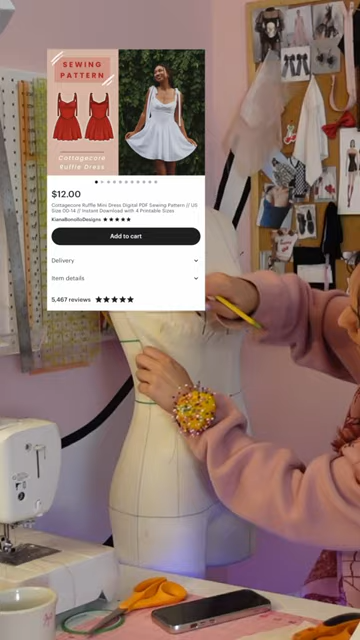 SEWING
PATTERN
Cottagecore
Ruffle Dress
$12.00
Cottagecore Ruffle Mini Dress Digital PDF Sewing Pattern // US
Size 00-14 // Instant Download with 4 Printable Sizes
KianaBonolloDesigns ★★★★★
Add to cart
Delivery
Item details
5,467 reviews ★★★★★